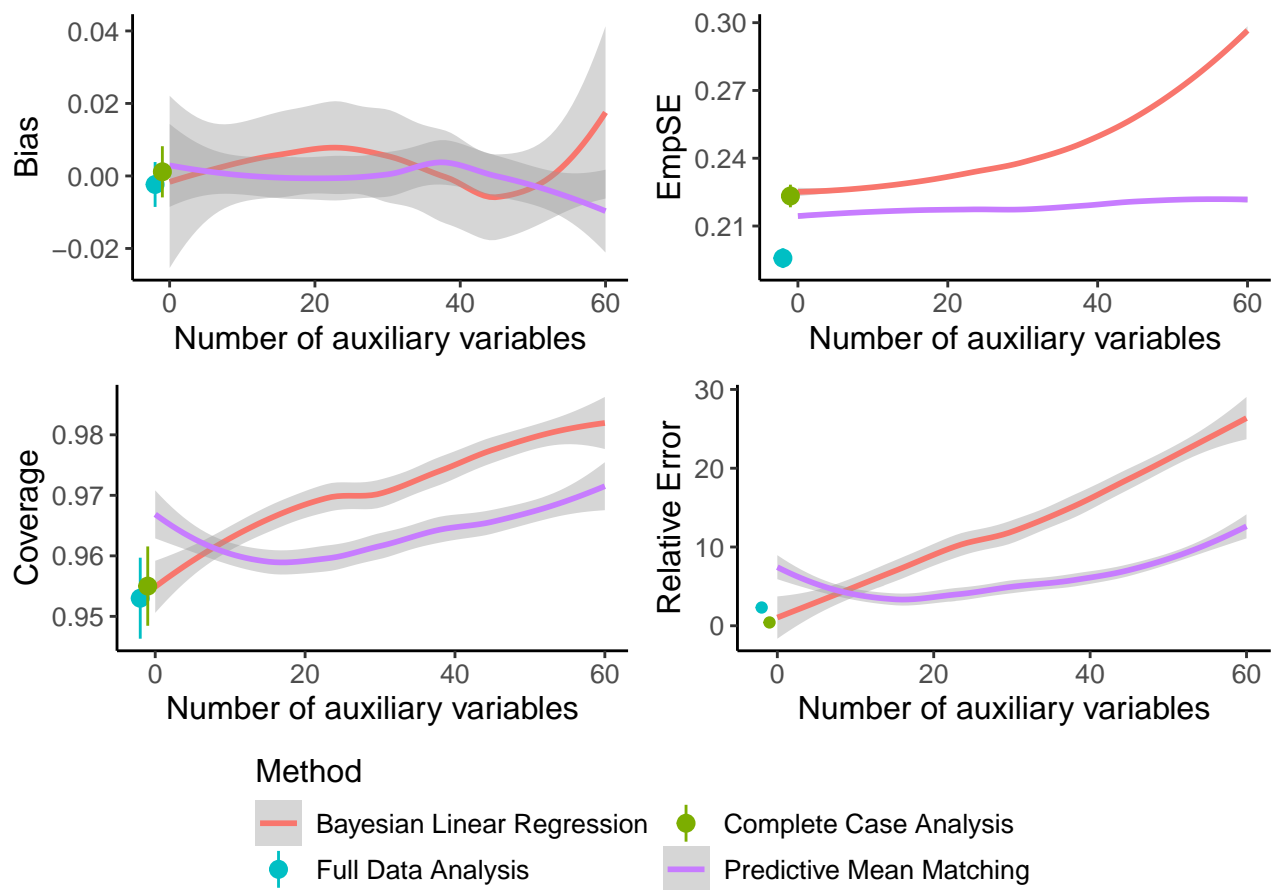 Bias
0.04
0.02
0.00
−0.02
0
20
40
60
Number of auxiliary variables
EmpSE
0.30
0.27
0.24
0.21
0
20
40
60
Number of auxiliary variables
Coverage
0.98
0.97
0.96
0.95
0
20
40
60
Number of auxiliary variables
Relative Error
30
20
10
0
0
20
40
60
Number of auxiliary variables
Method
Bayesian Linear Regression
Complete Case Analysis
Full Data Analysis
Predictive Mean Matching